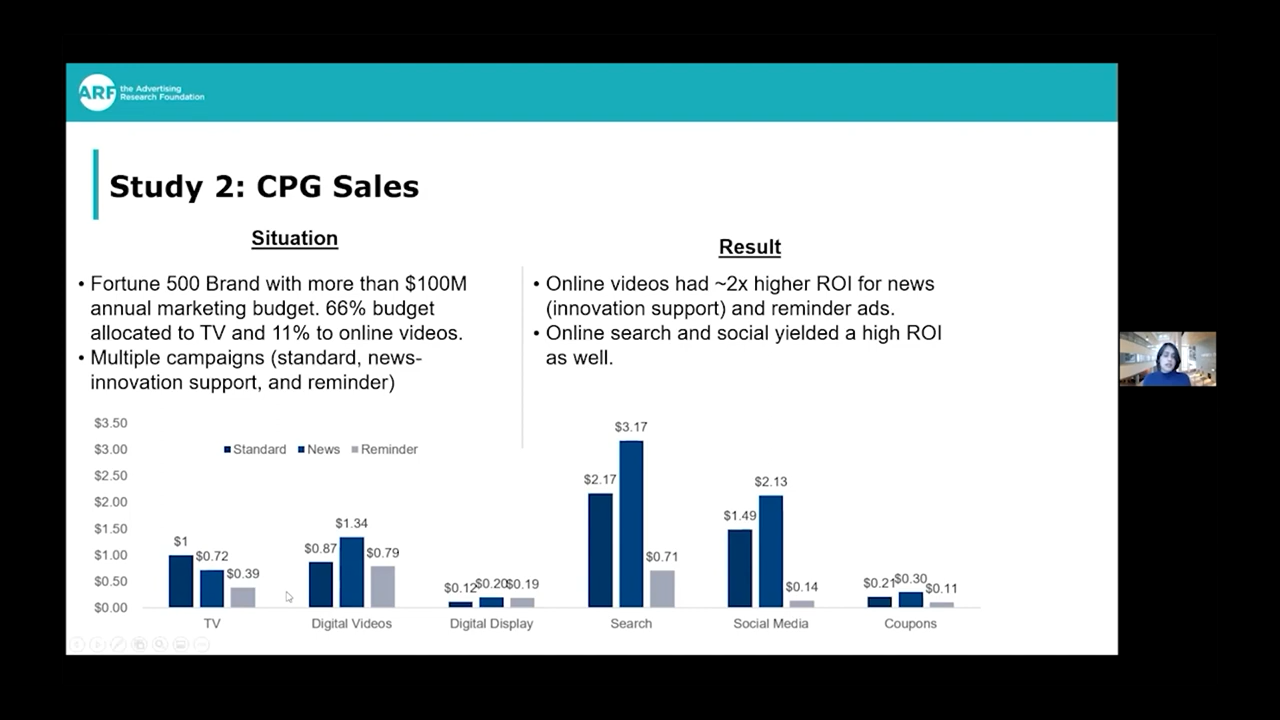 ARF
the Advertising
Research Foundation
Study 2: CPG Sales
Situation
• Fortune 500 Brand with more than $100M
annual marketing budget. 66% budget
allocated to TV and 11% to online videos.
• Multiple campaigns (standard, news-
innovation support, and reminder)
Result
• Online videos had ~2x higher ROI for news
(innovation support) and reminder ads.
• Online search and social yielded a high ROI
as well.
$3.50
$3.00
$2.50
$2.00
$1.50
$1.00
$0.50
$0.00
Standard News Reminder
$1 $0.72 $0.39
$0.87 $1.34 $0.79
$0.12 $0.20 $0.19
$2.17 $3.17 $0.71
$1.49 $2.13 $0.14
$0.21 $0.30 $0.11
TV Digital Videos Digital Display Search Social Media Coupons